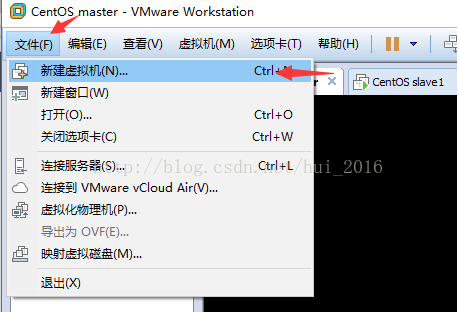 CentOS master - VMware Workstation
文件(F) 编辑(E) 查看(V) 虚拟机(M) 选项卡(T) 帮助(H)
新建虚拟机(N)... Ctrl+N
CentOS slave1
新建窗口(W)
打开(O)... Ctrl+O
关闭选项卡(C) Ctrl+W
连接服务器(S)... Ctrl+L
http://blog.csdn.net/hui_2016
连接到 VMware vCloud Air(V)...
虚拟化物理机(P)...
导出为 OVF(E)...
映射虚拟磁盘(M)...
退出(X)